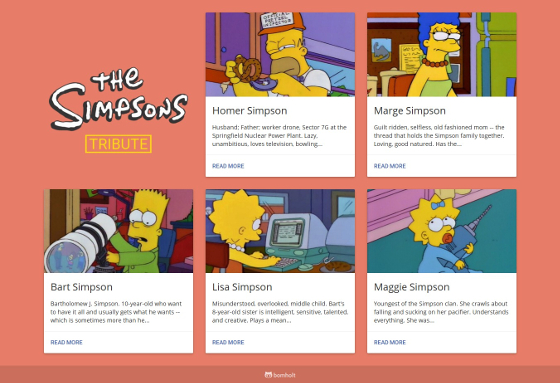 THE
SIMPSONS
TRIBUTE
Homer Simpson
Husband; Father; worker drone, Sector 7G at the
Springfield Nuclear Power Plant. Lazy,
unambitious, loves television, bowling...
READ MORE
Marge Simpson
Guilt ridden, selfless, old fashioned mom -- the
thread that holds the Simpson family together.
Loving, good natured. Has the...
READ MORE
Bart Simpson
Bartholomew J. Simpson, 10-year-old who want
to have it all and usually gets what he wants --
which is sometimes more than he...
READ MORE
Lisa Simpson
Misunderstood, overlooked, middle child. Bart's
8-year-old sister is intelligent, sensitive, talented,
and creative. Plays a mean...
READ MORE
Maggie Simpson
Youngest of the Simpson clan. She crawls about
falling and sucking on her pacifier. Understands
everything. She was...
READ MORE